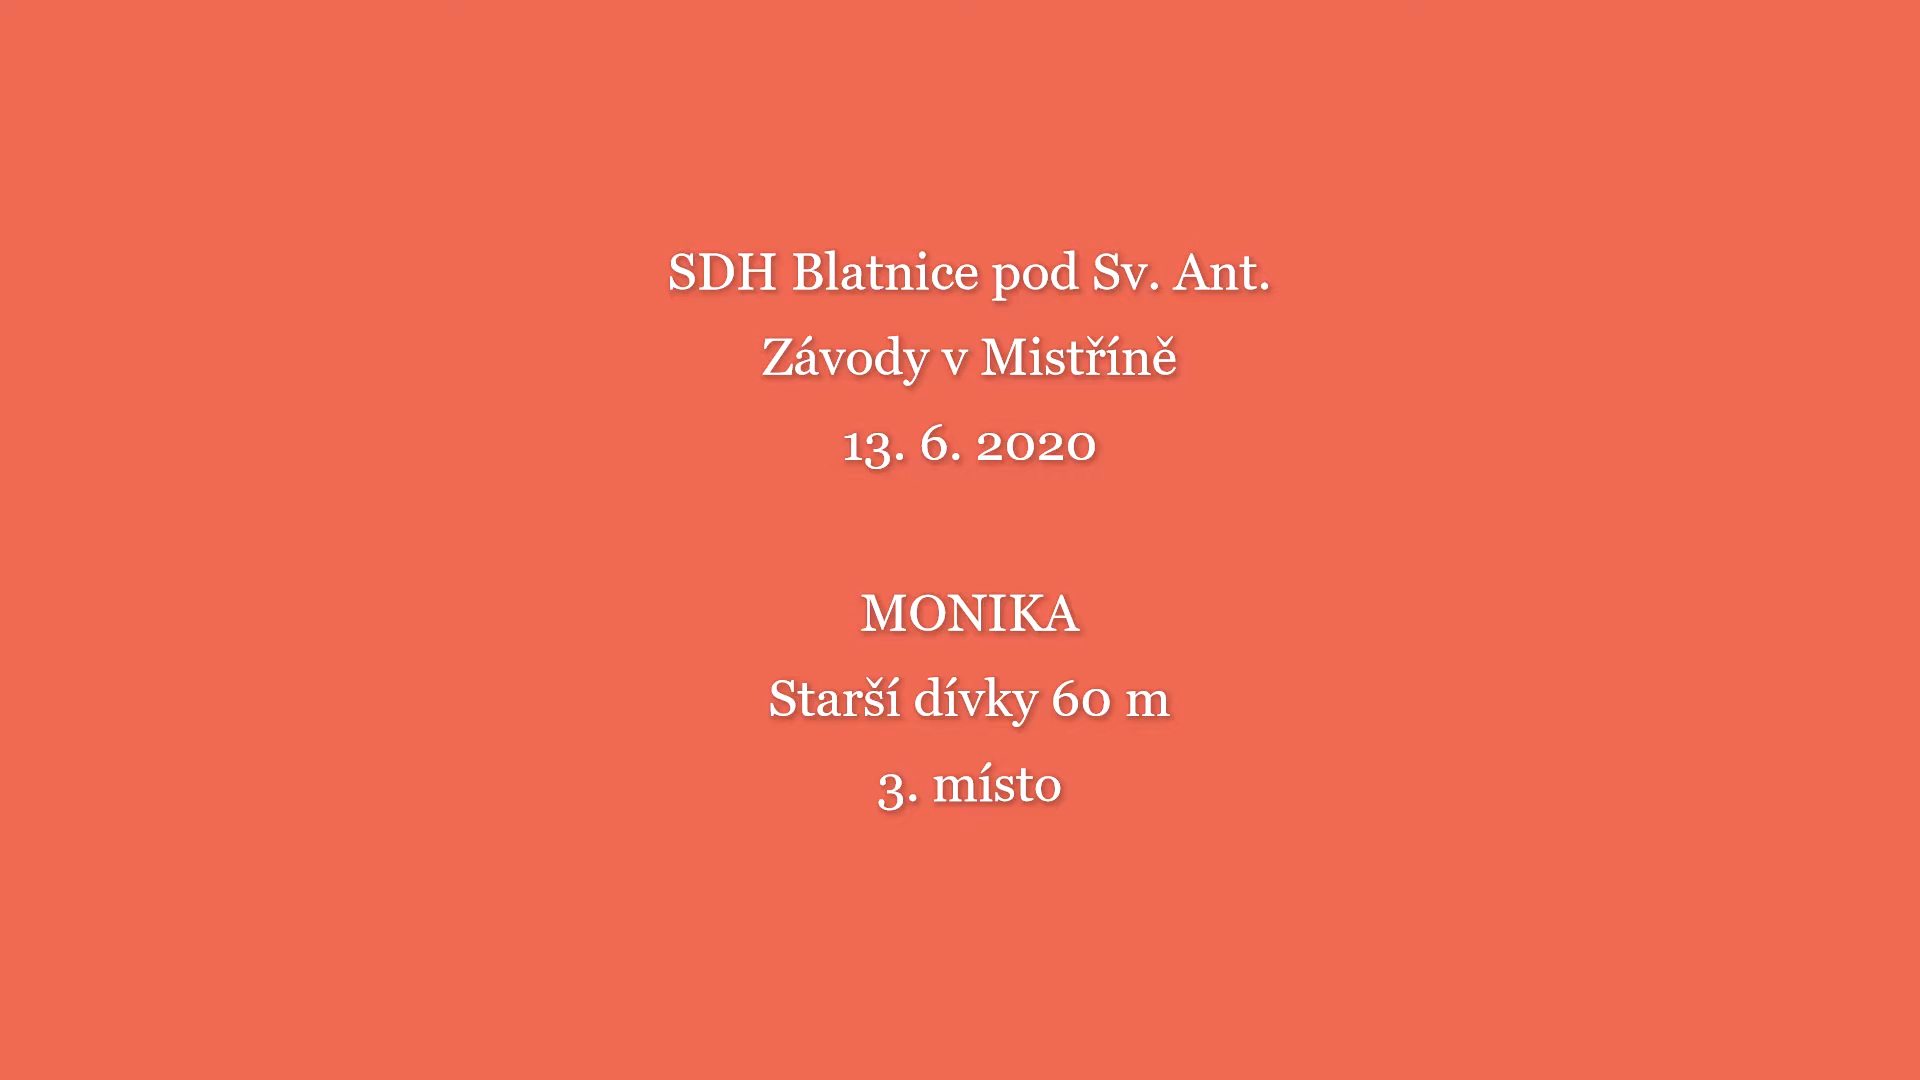 SDH Blatnice pod Sv. Ant.
Závody v Mistříně
13. 6. 2020
MONIKA
Starší dívky 60 m
3. místo